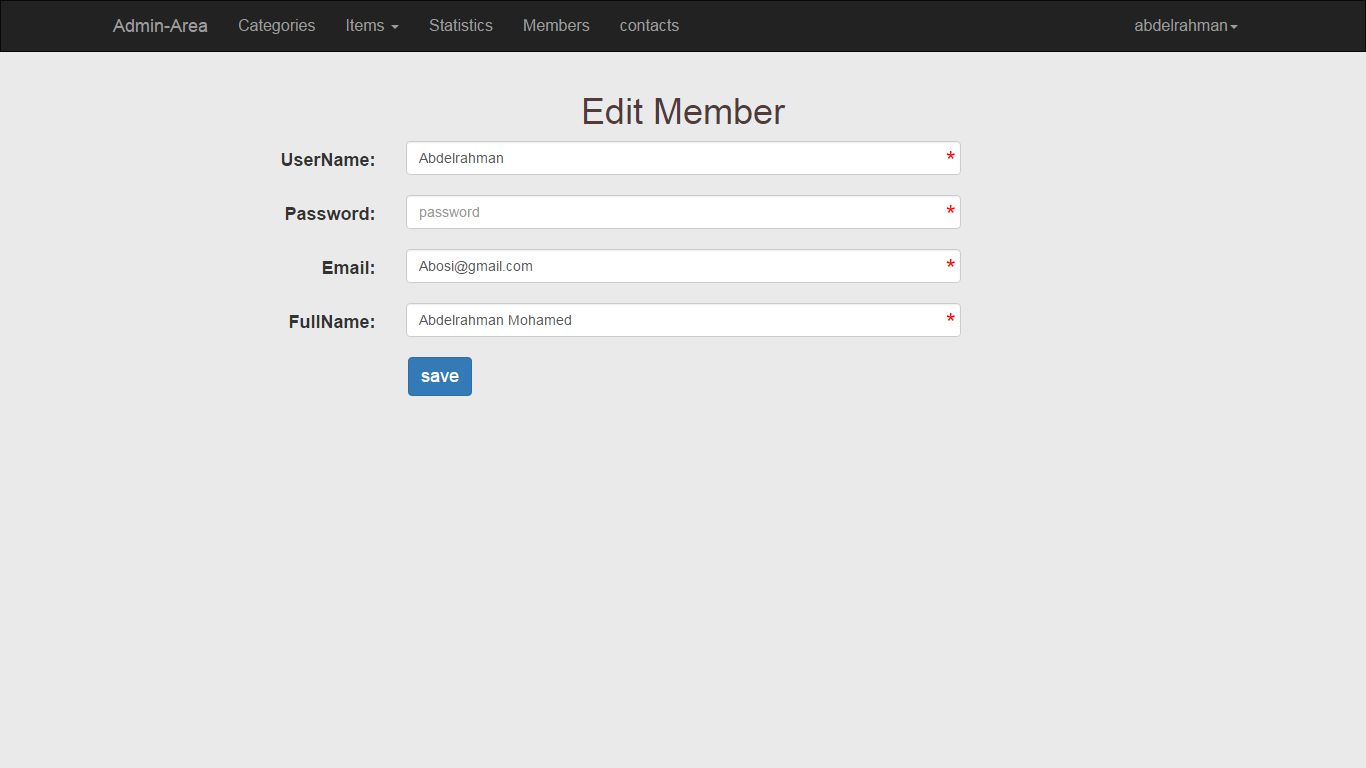 Admin-Area Categories Items Statistics Members contacts abdelrahman
Edit Member
UserName: Abdelrahman *
Password: password *
Email: Abosi@gmail.com *
FullName: Abdelrahman Mohamed *
save